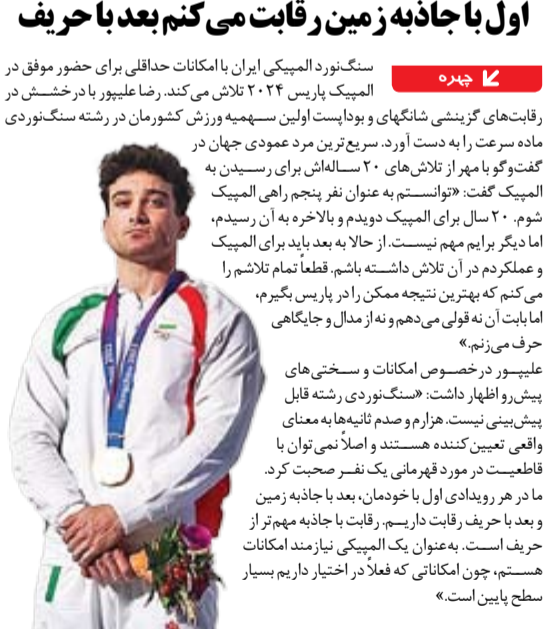 اول با جاذبه زمین رقابت می‌کنم بعد با حریف
چهره
سنگ‌نورد المپیکی ایران با امکانات حداقلی برای حضور موفق در
المپیک پاریس ۲۰۲۴ تلاش می‌کند. رضا علیپور با درخشش در
رقابت‌های گزینشی شانگهای و بوداپست اولین سهمیه ورزش کشورمان در رشته سنگ‌نوردی
ماده سرعت را به دست آورد. سریع‌ترین مرد عمودی جهان در
گفت‌وگو با مهر از تلاش‌های ۲۰ ساله‌اش برای رسیدن به
المپیک گفت: «توانستم به عنوان نفر پنجم راهی المپیک
شوم. ۲۰ سال برای المپیک دویدم و بالاخره به آن رسیدم،
اما دیگر برایم مهم نیست. از حالا به بعد باید برای المپیک
و عملکردم در آن تلاش داشته باشم. قطعاً تمام تلاشم را
می‌کنم که بهترین نتیجه ممکن را در پاریس بگیرم،
اما بابت آن نه قولی می‌دهم و نه از مدال و جایگاهی
حرف می‌زنم.»
علیپور درخصوص امکانات و سختی‌های
پیش‌رو اظهار داشت: «سنگ‌نوردی رشته قابل
پیش‌بینی نیست. هزارم و صدم ثانیه‌ها به معنای
واقعی تعیین‌کننده هستند و اصلاً نمی‌توان با
قاطعیت در مورد قهرمانی یک نفر صحبت کرد.
ما در هر رویدادی اول با خودمان، بعد با جاذبه زمین
و بعد با حریف رقابت داریم. رقابت با جاذبه مهم‌تر از
حریف است. به‌عنوان یک المپیکی نیازمند امکانات
هستم، چون امکاناتی که فعلاً در اختیار داریم بسیار
سطح پایین است.»